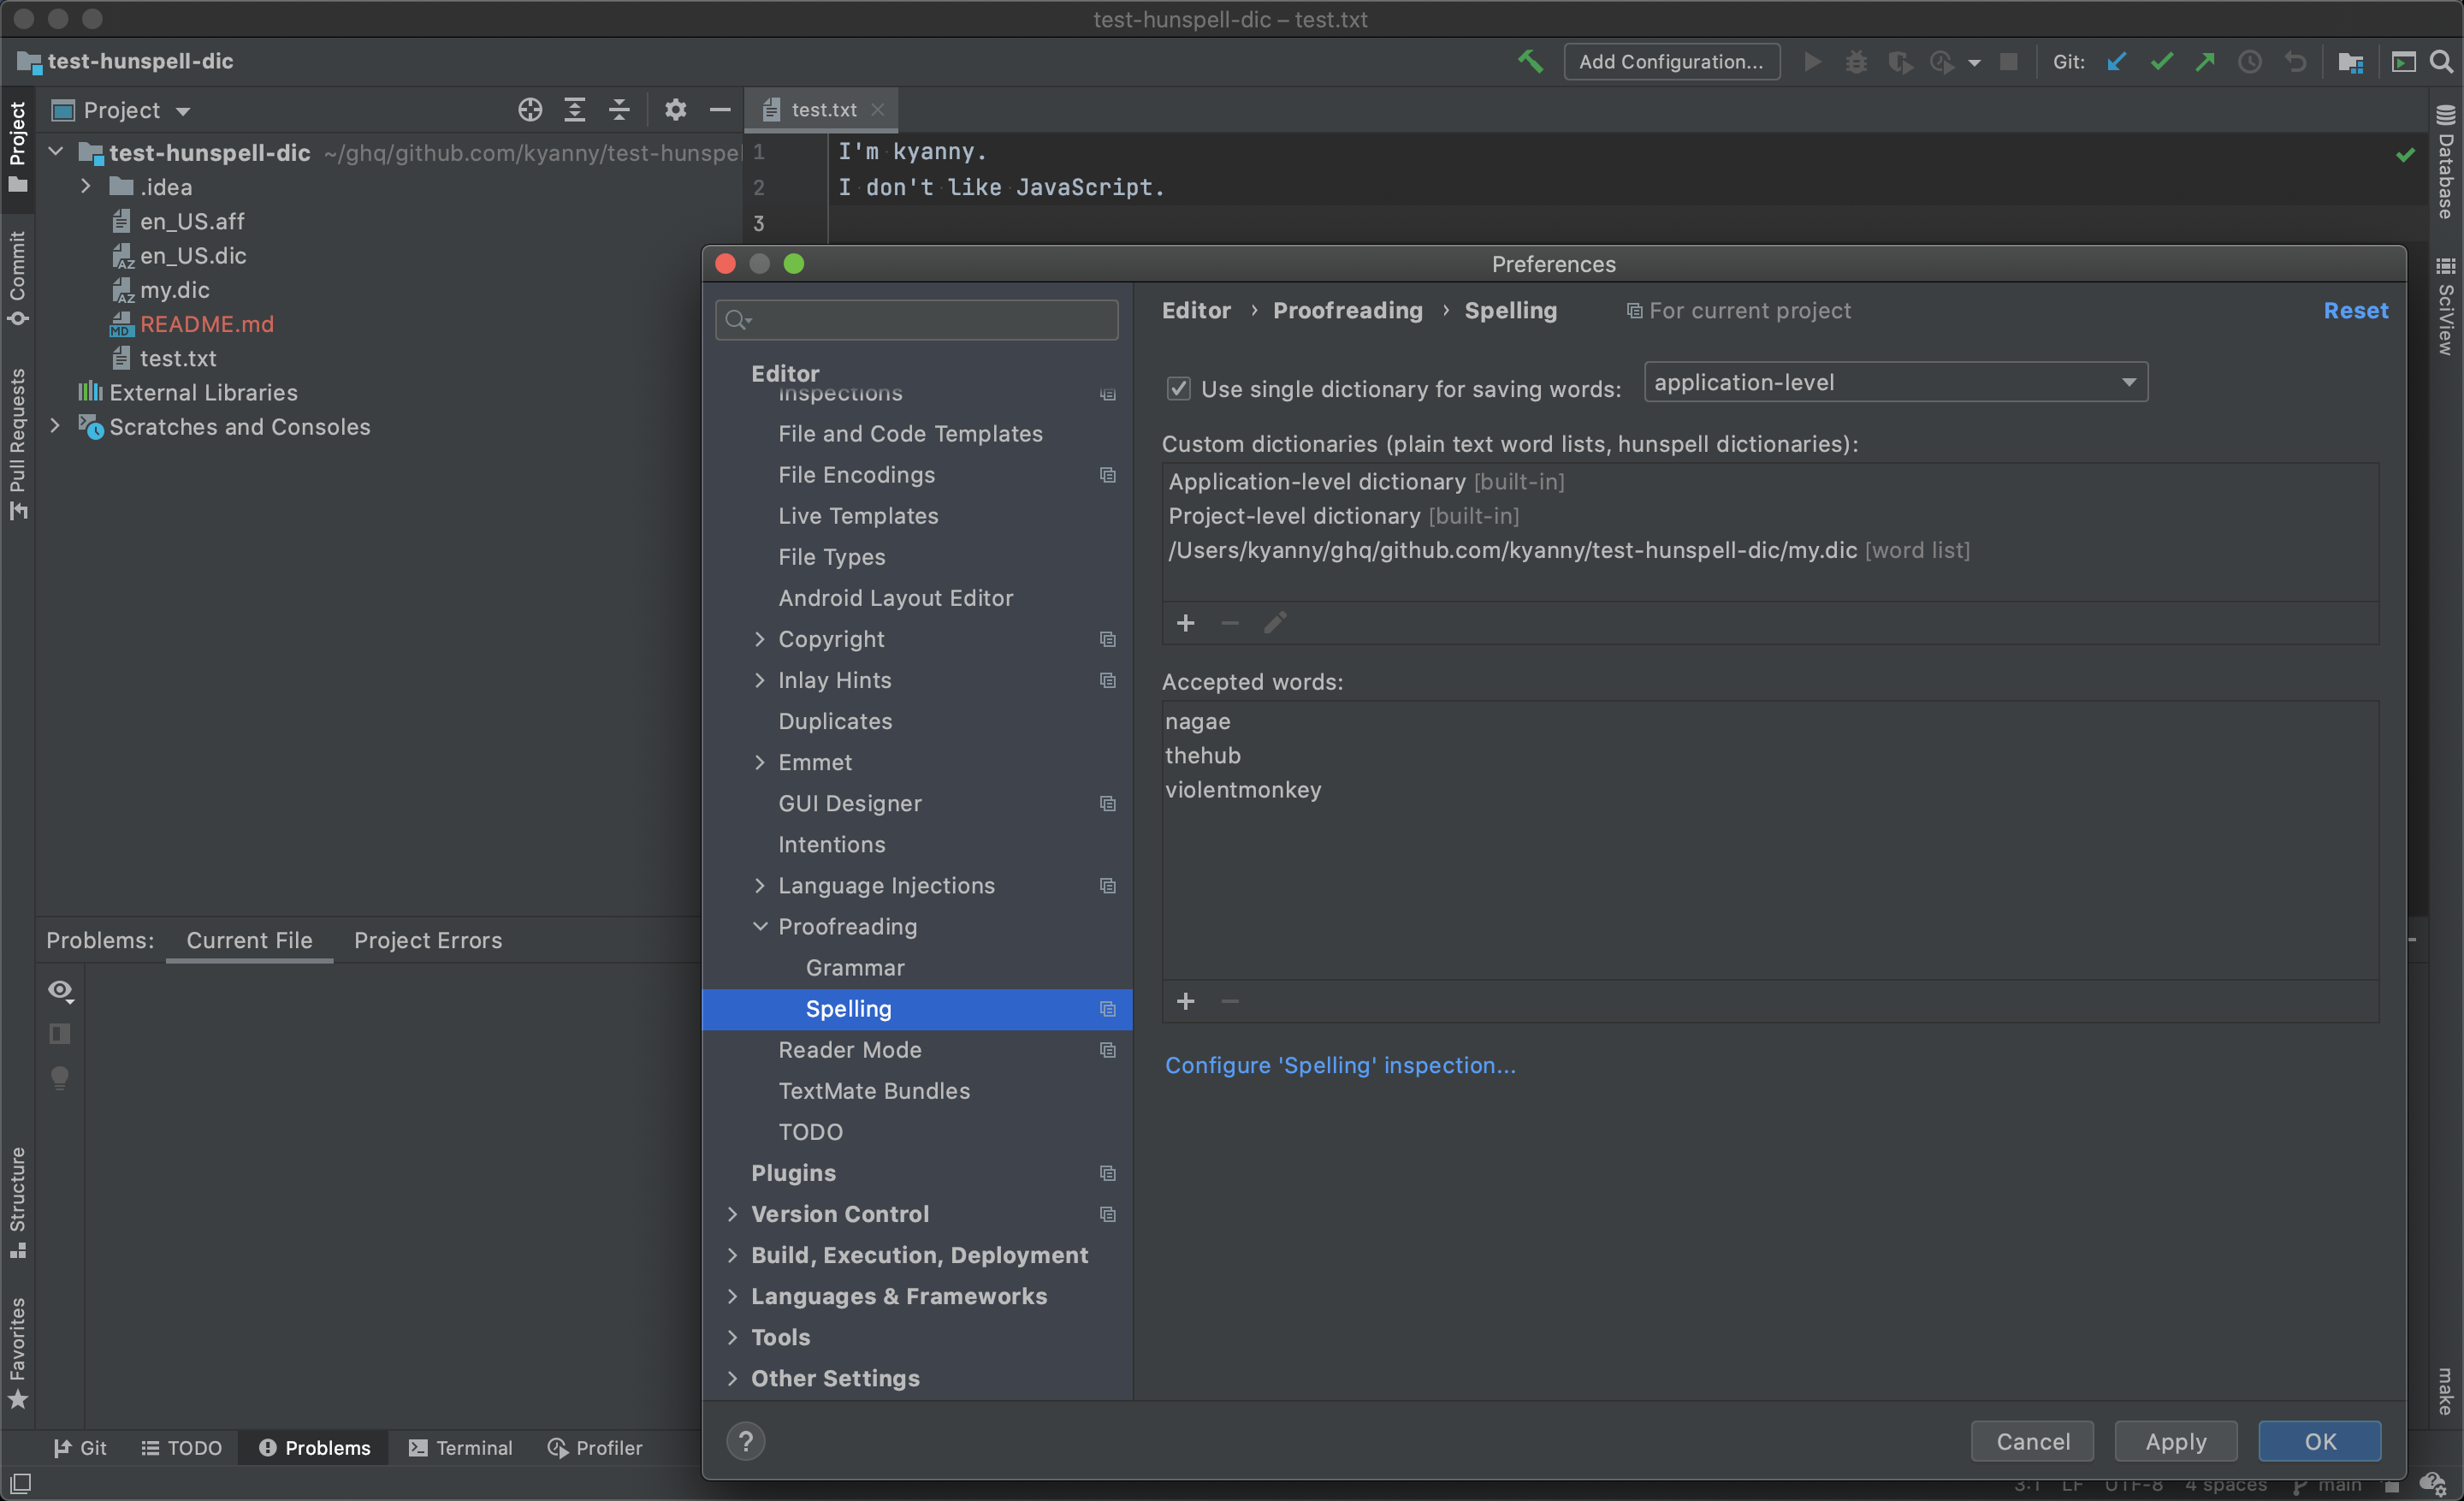 test-hunspell-dic – test.txt
test-hunspell-dic
Add Configuration...
Git:
Project
Commit
Pull Requests
Structure
Favorites
Project
test-hunspell-dic ~/ghq/github.com/kyanny/test-hunspe
.idea
en_US.aff
en_US.dic
my.dic
README.md
test.txt
External Libraries
Scratches and Consoles
test.txt
1 I'm kyanny.
2 I don't like JavaScript.
3
Database
SciView
make
Problems: Current File Project Errors
Preferences
Editor
Inspections
File and Code Templates
File Encodings
Live Templates
File Types
Android Layout Editor
Copyright
Inlay Hints
Duplicates
Emmet
GUI Designer
Intentions
Language Injections
Proofreading
Grammar
Spelling
Reader Mode
TextMate Bundles
TODO
Plugins
Version Control
Build, Execution, Deployment
Languages & Frameworks
Tools
Other Settings
Editor › Proofreading › Spelling For current project Reset
Use single dictionary for saving words: application-level
Custom dictionaries (plain text word lists, hunspell dictionaries):
Application-level dictionary [built-in]
Project-level dictionary [built-in]
/Users/kyanny/ghq/github.com/kyanny/test-hunspell-dic/my.dic [word list]
Accepted words:
nagae
thehub
violentmonkey
Configure 'Spelling' inspection...
? Cancel Apply OK
Git TODO Problems Terminal Profiler
3:1 LF UTF-8 4 spaces main